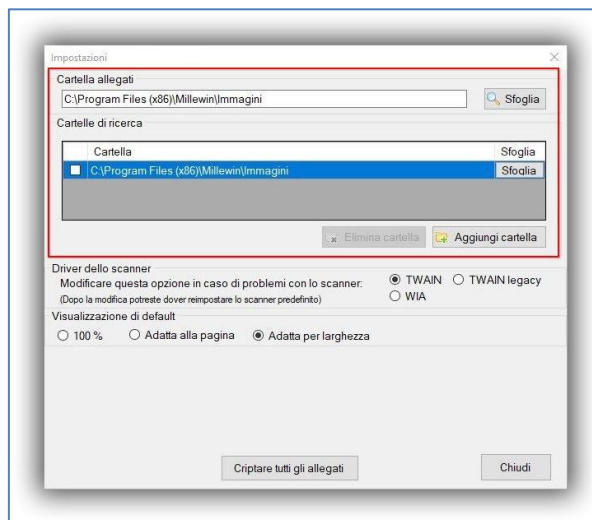 Impostazioni
Cartella allegati
C:\Program Files (x86)\Millewin\Immagini
Sfoglia
Cartelle di ricerca
Cartella Sfoglia
C:\Program Files (x86)\Millewin\Immagini Sfoglia
Elimina cartella Aggiungi cartella
Driver dello scanner
Modificare questa opzione in caso di problemi con lo scanner: TWAIN TWAIN legacy
(Dopo la modifica potreste dover reimpostare lo scanner predefinito) WIA
Visualizzazione di default
100 % Adatta alla pagina Adatta per larghezza
Criptare tutti gli allegati Chiudi